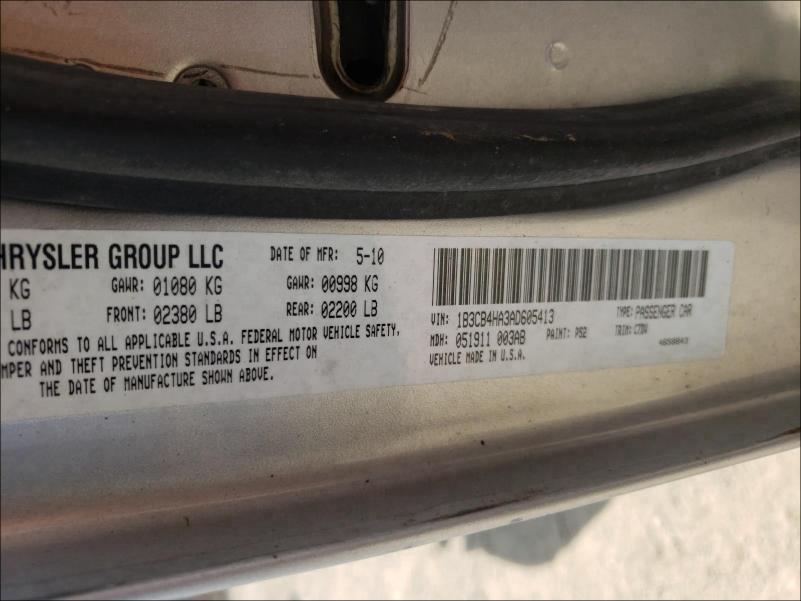 HRYSLER GROUP LLC DATE OF MFR: 5-10
KG GAWR: 01080 KG GAWR: 00998 KG
LB FRONT: 02380 LB REAR: 02200 LB
CONFORMS TO ALL APPLICABLE U.S.A. FEDERAL MOTOR VEHICLE SAFETY,
MPER AND THEFT PREVENTION STANDARDS IN EFFECT ON
THE DATE OF MANUFACTURE SHOWN ABOVE.
VIN: 1B3CB4HA3AD605413 TYPE: PASSENGER CAR
MDH: 051911 003AB PAINT: PS2 TRIM: CZDV
VEHICLE MADE IN U.S.A. 4658843